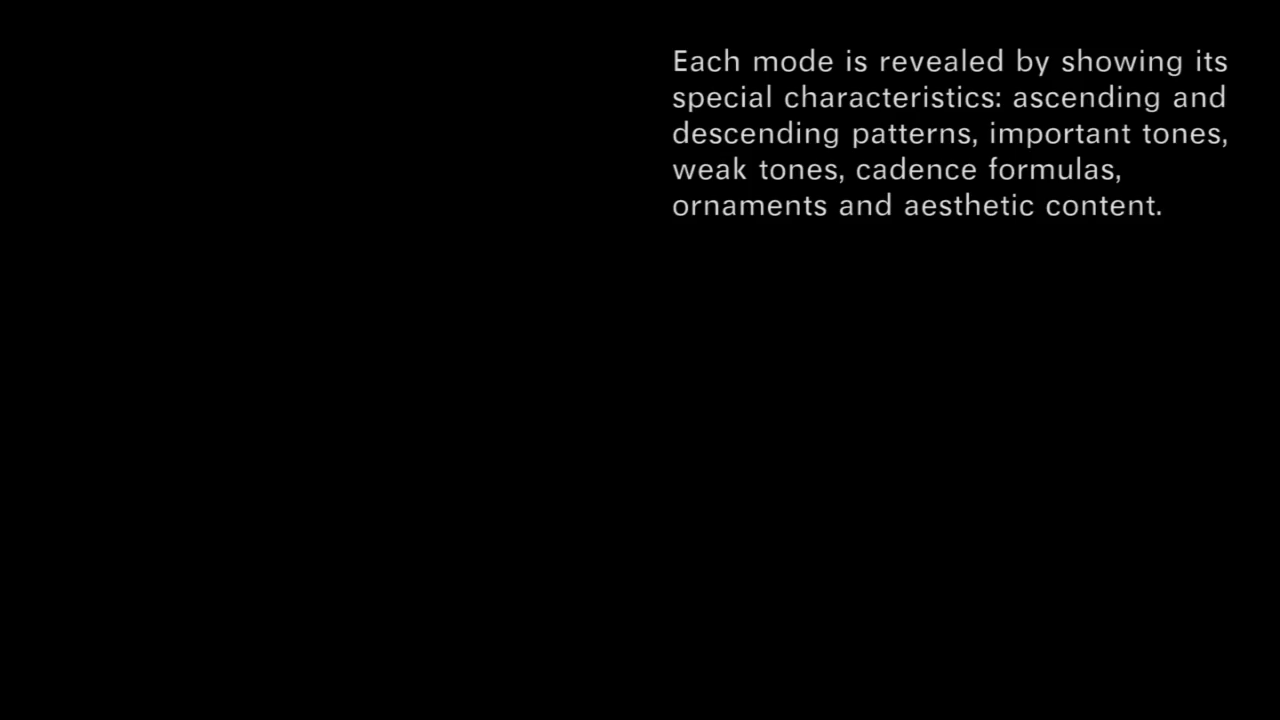 Each mode is revealed by showing its
special characteristics: ascending and
descending patterns, important tones,
weak tones, cadence formulas,
ornaments and aesthetic content.